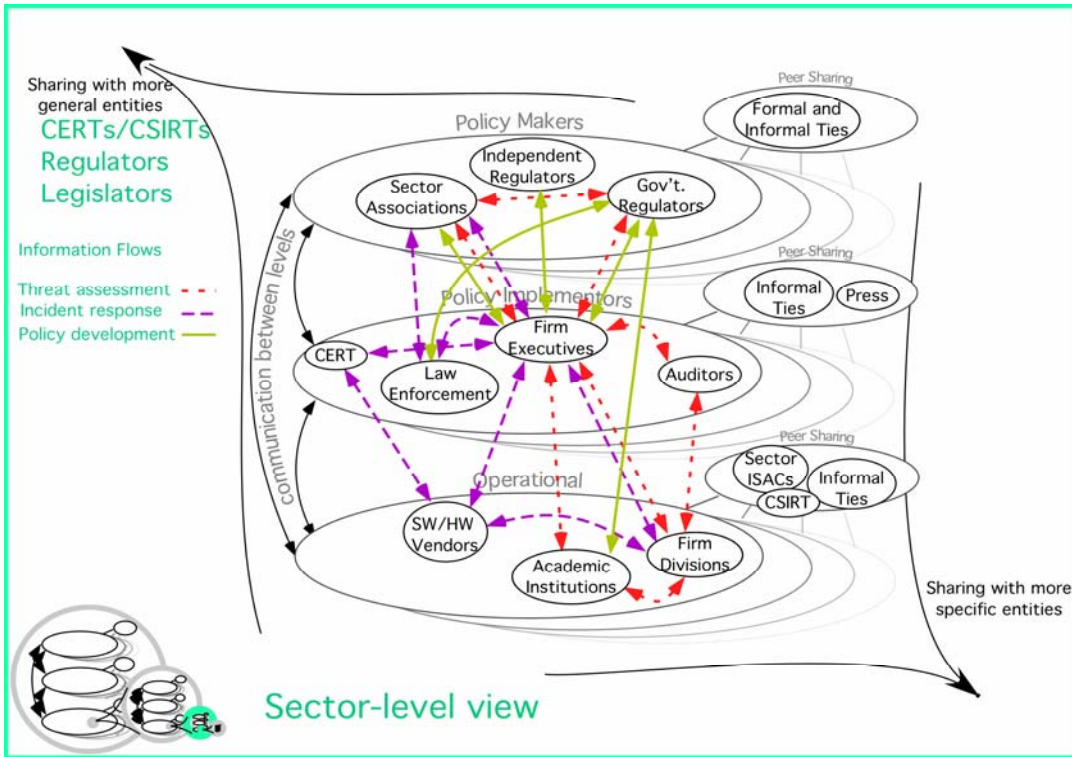 Sharing with more
general entities
CERTs/CSIRTs
Regulators
Legislators
Information Flows
Threat assessment
Incident response
Policy development
communication between levels
Policy Makers
Independent
Regulators
Sector
Associations
Gov't.
Regulators
Peer Sharing
Formal and
Informal Ties
Policy Implementors
CERT
Law
Enforcement
Firm
Executives
Auditors
Peer Sharing
Informal
Ties
Press
Operational
SW/HW
Vendors
Academic
Institutions
Firm
Divisions
Peer Sharing
Sector
ISACs
CSIRT
Informal
Ties
Sharing with more
specific entities
Sector-level view